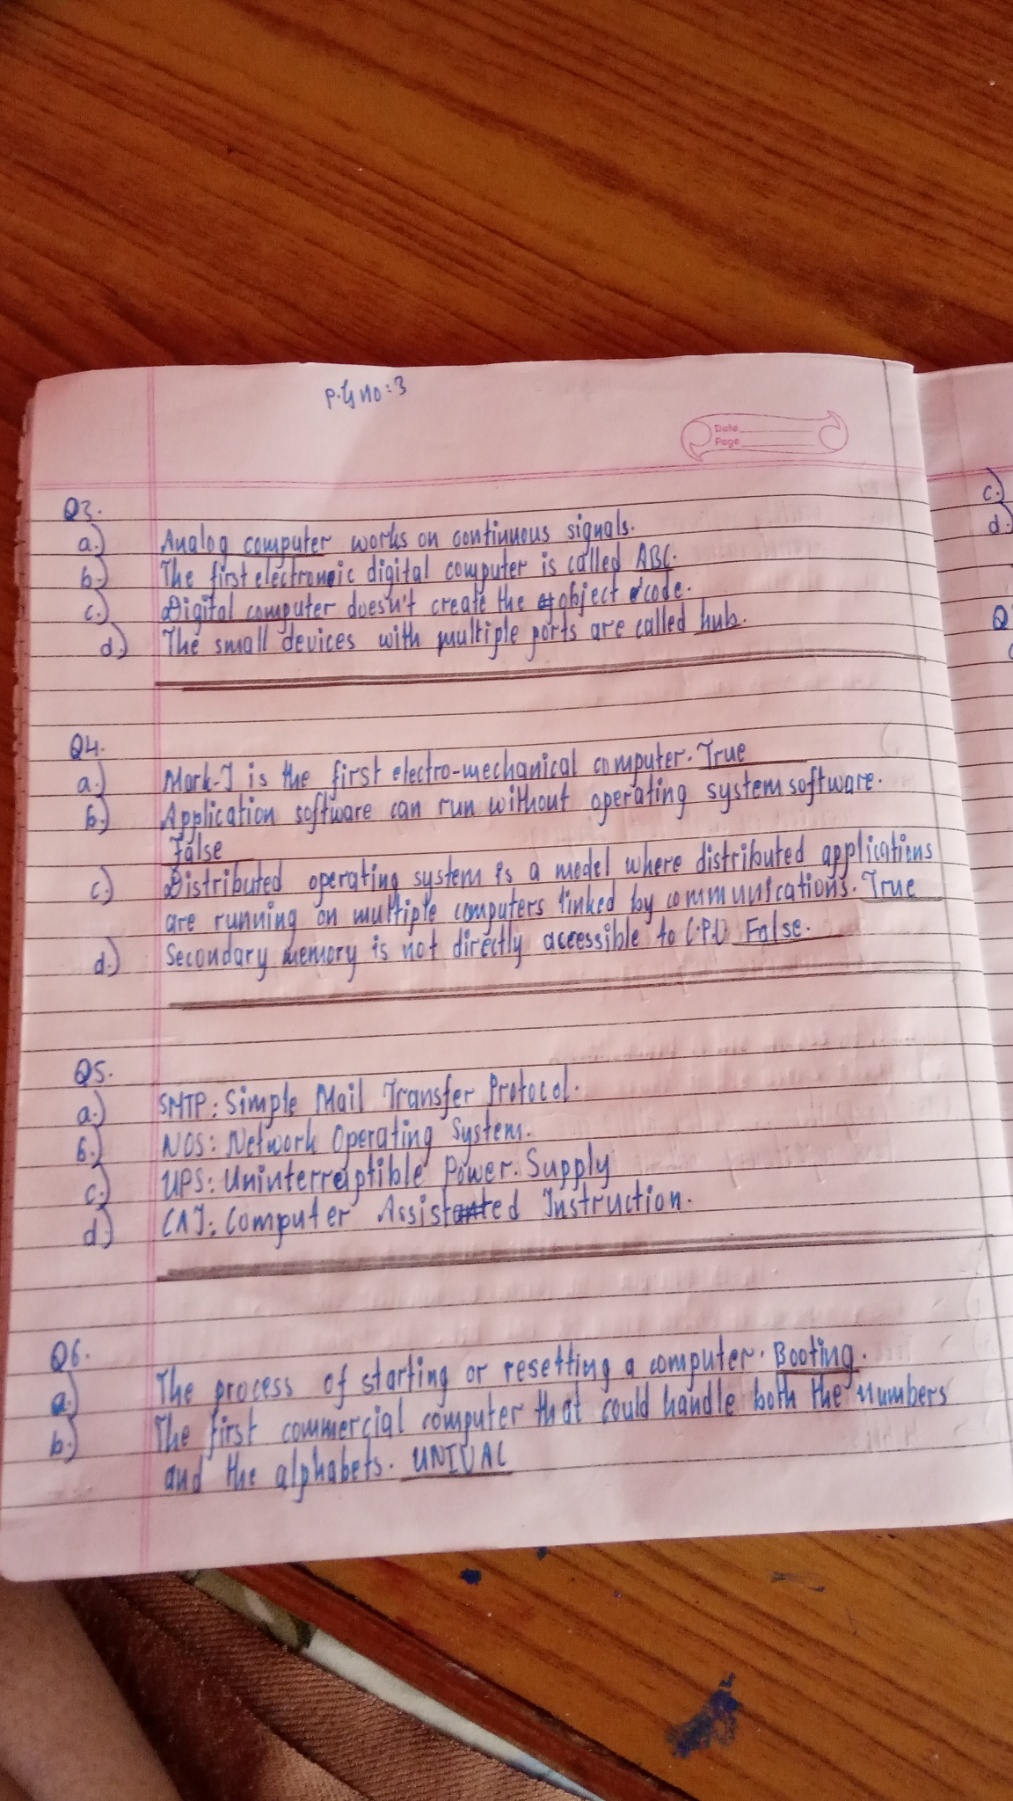 P.g no:3
Date
Page
Q3.
a.) Analog computer works on continuous signals.
b.) The first electronic digital computer is called ABC.
c.) Digital computer doesn't create the object code.
d.) The small devices with multiple ports are called hub.
Q4.
a.) Mark-I is the first electro-mechanical computer. True
b.) Application software can run without operating system software.
False
c.) Distributed operating system is a model where distributed applications
are running on multiple computers linked by communications. True
d.) Secondary memory is not directly accessible to CPU False.
Q5.
a.) SMTP: Simple Mail Transfer Protocol.
b.) NOS: Network Operating System.
c.) UPS: Uninterreiptible Power. Supply
d.) CAI: Computer Assisted Instruction.
Q6.
a.) The process of starting or resetting a computer. Booting.
b.) The first commercial computer that could handle both the numbers
and the alphabets. UNIVAC
c.)
d.)
Q